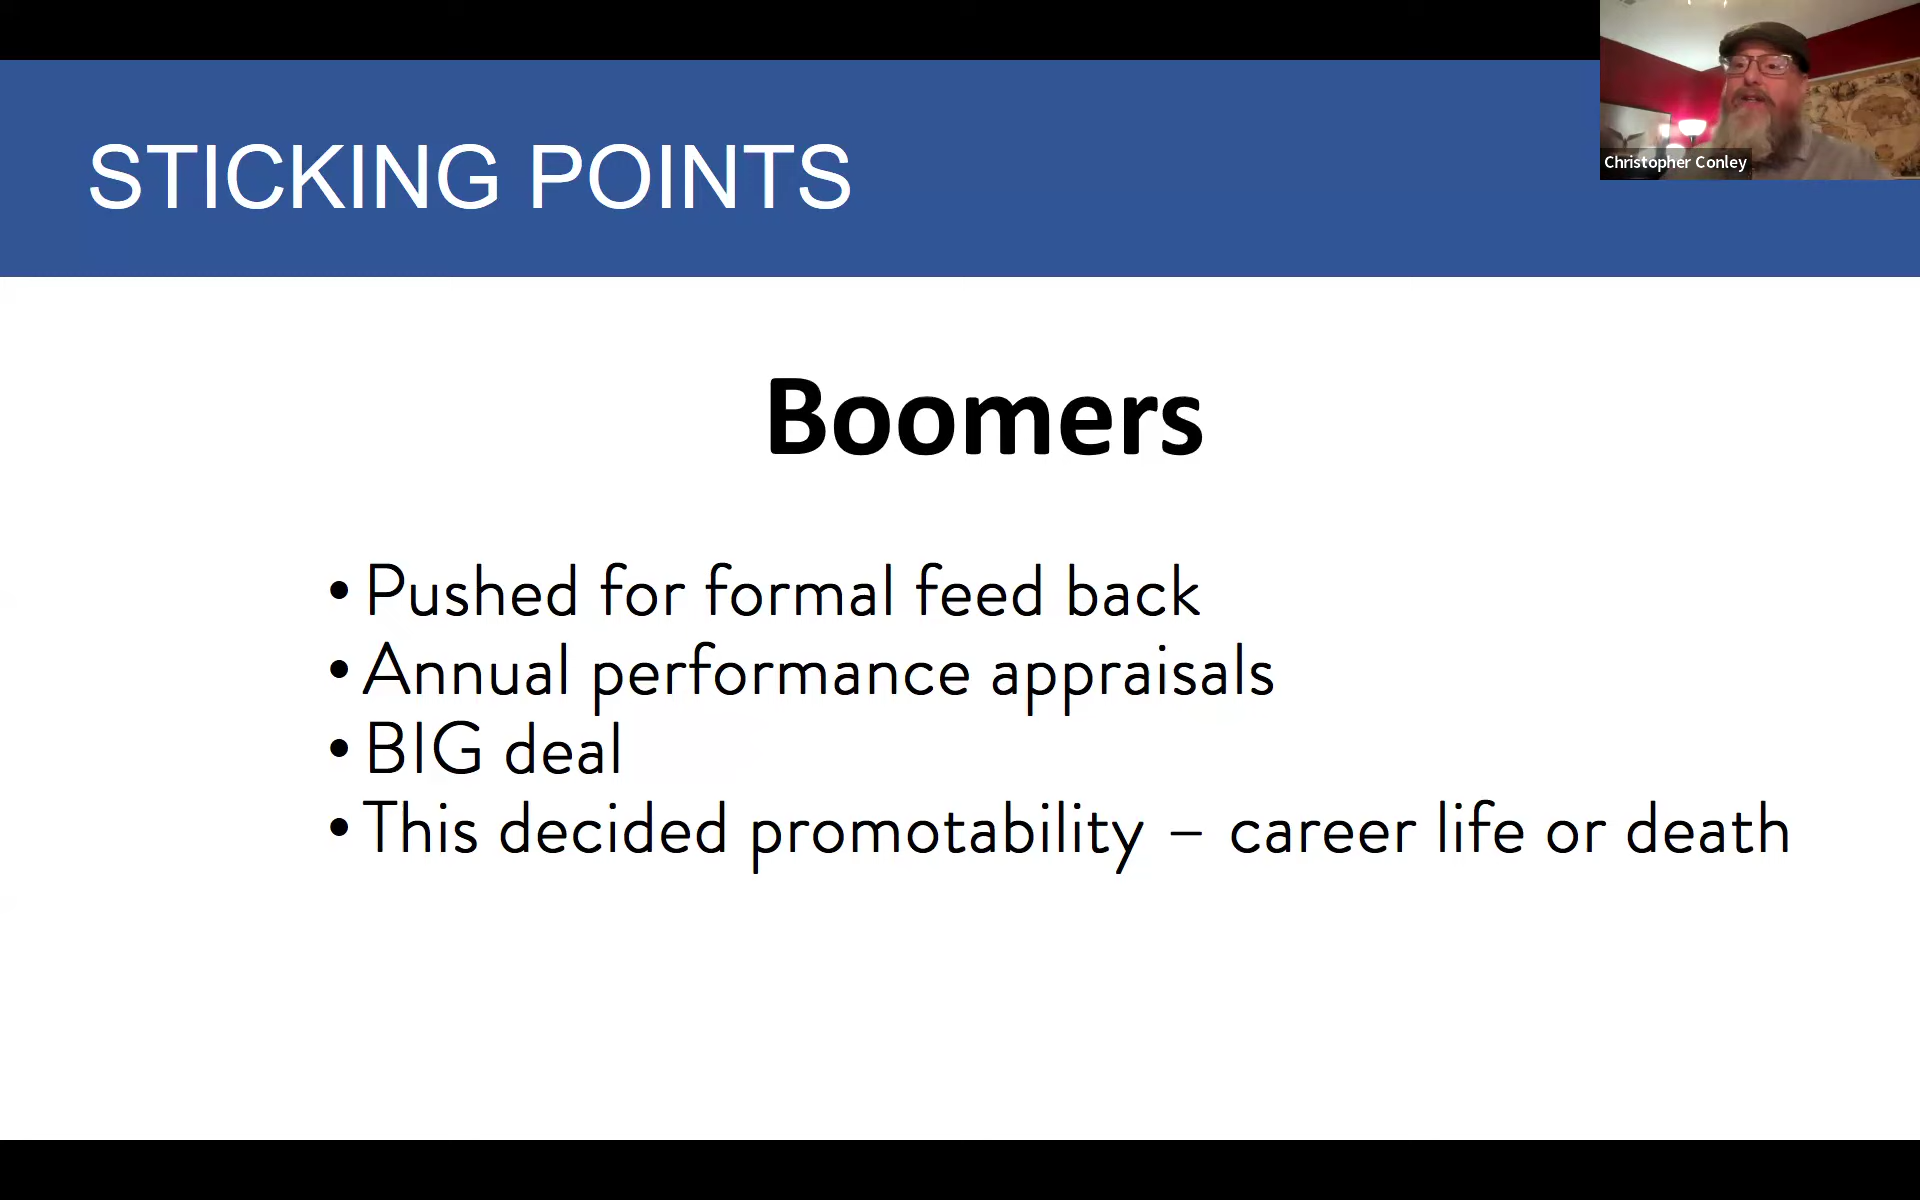 STICKING POINTS
Christopher Conley
Boomers
• Pushed for formal feed back
• Annual performance appraisals
• BIG deal
• This decided promotability – career life or death